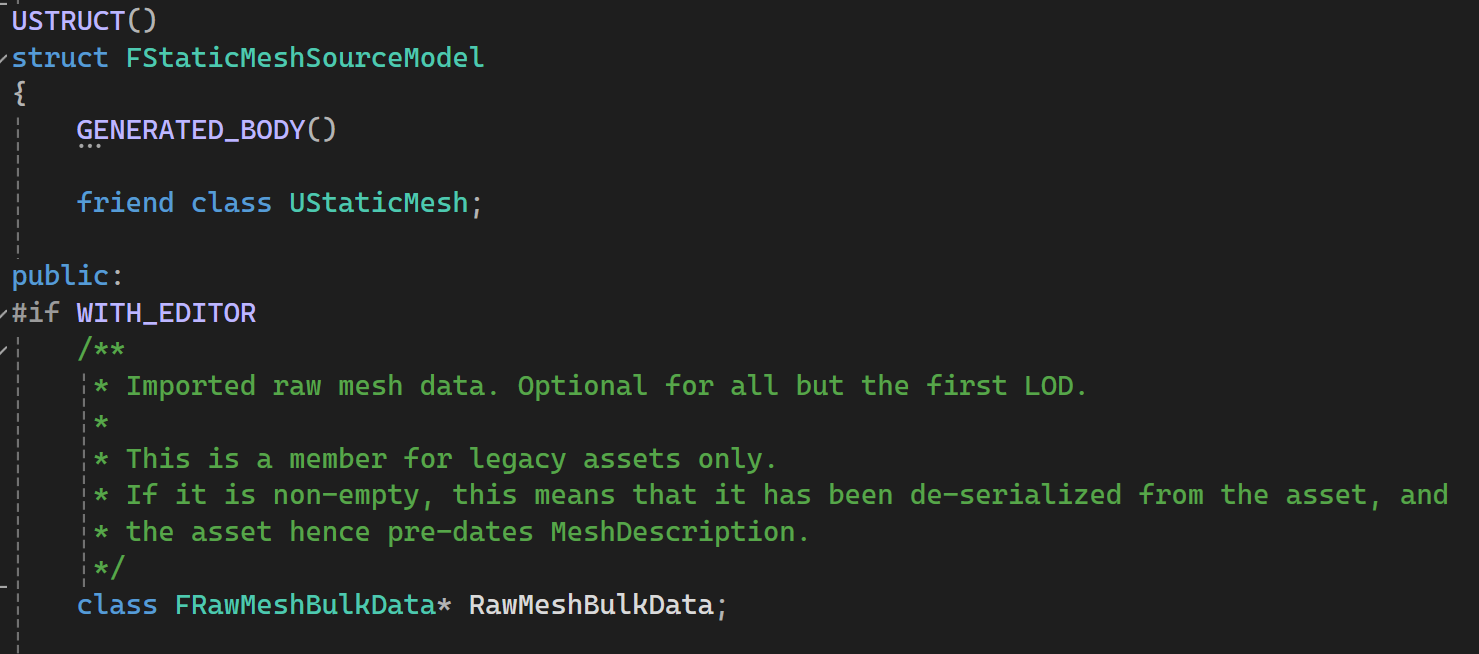 USTRUCT()
struct FStaticMeshSourceModel
{
GENERATED_BODY()
friend class UStaticMesh;
public:
#if WITH_EDITOR
/**
* Imported raw mesh data. Optional for all but the first LOD.
*
* This is a member for legacy assets only.
* If it is non-empty, this means that it has been de-serialized from the asset, and
* the asset hence pre-dates MeshDescription.
*/
class FRawMeshBulkData* RawMeshBulkData;